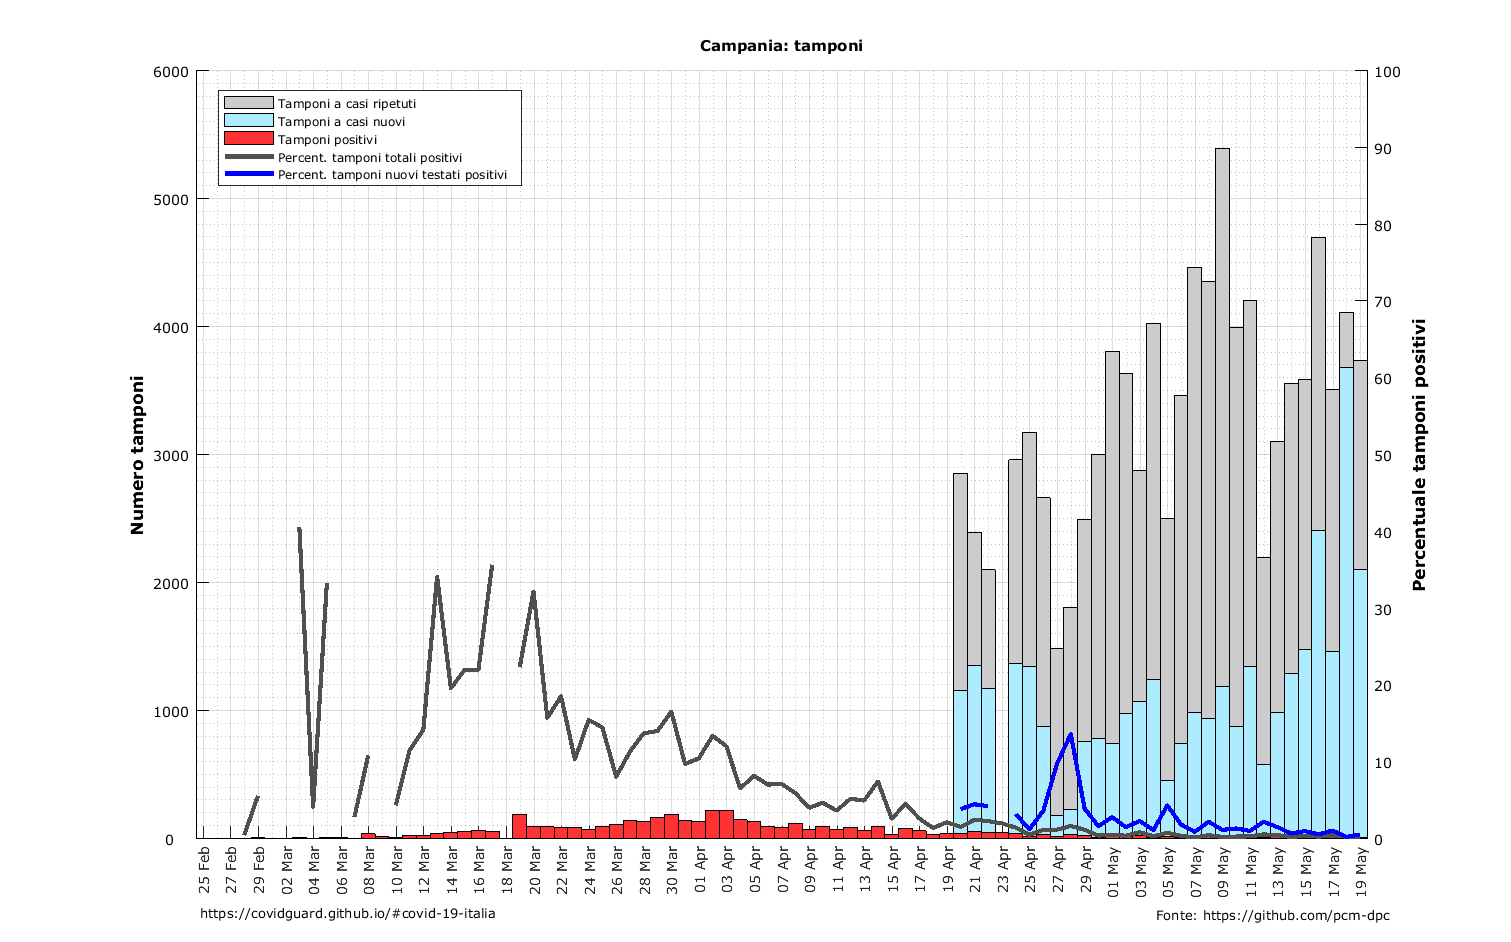 Campania: tamponi
6000
5000
4000
3000
2000
1000
0
100
90
80
70
60
50
40
30
20
10
0
Tamponi a casi ripetuti
Tamponi a casi nuovi
Tamponi positivi
Percent. tamponi totali positivi
Percent. tamponi nuovi testati positivi
Numero tamponi
Percentuale tamponi positivi
25 Feb
27 Feb
29 Feb
02 Mar
04 Mar
06 Mar
08 Mar
10 Mar
12 Mar
14 Mar
16 Mar
18 Mar
20 Mar
22 Mar
24 Mar
26 Mar
28 Mar
30 Mar
01 Apr
03 Apr
05 Apr
07 Apr
09 Apr
11 Apr
13 Apr
15 Apr
17 Apr
19 Apr
21 Apr
23 Apr
25 Apr
27 Apr
29 Apr
01 May
03 May
05 May
07 May
09 May
11 May
13 May
15 May
17 May
19 May
https://covidguard.github.io/#covid-19-italia
Fonte: https://github.com/pcm-dpc